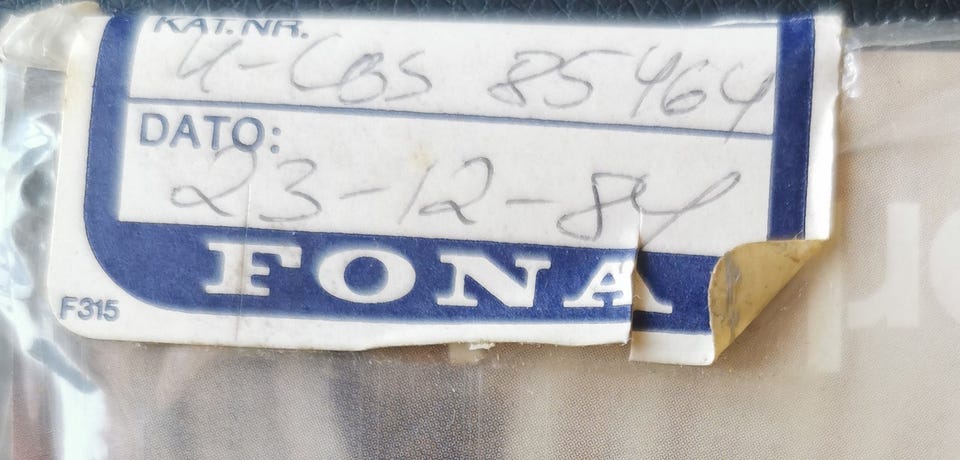 KAT.NR.
U-CBS 85464
DATO:
23-12-84
FONA
F315